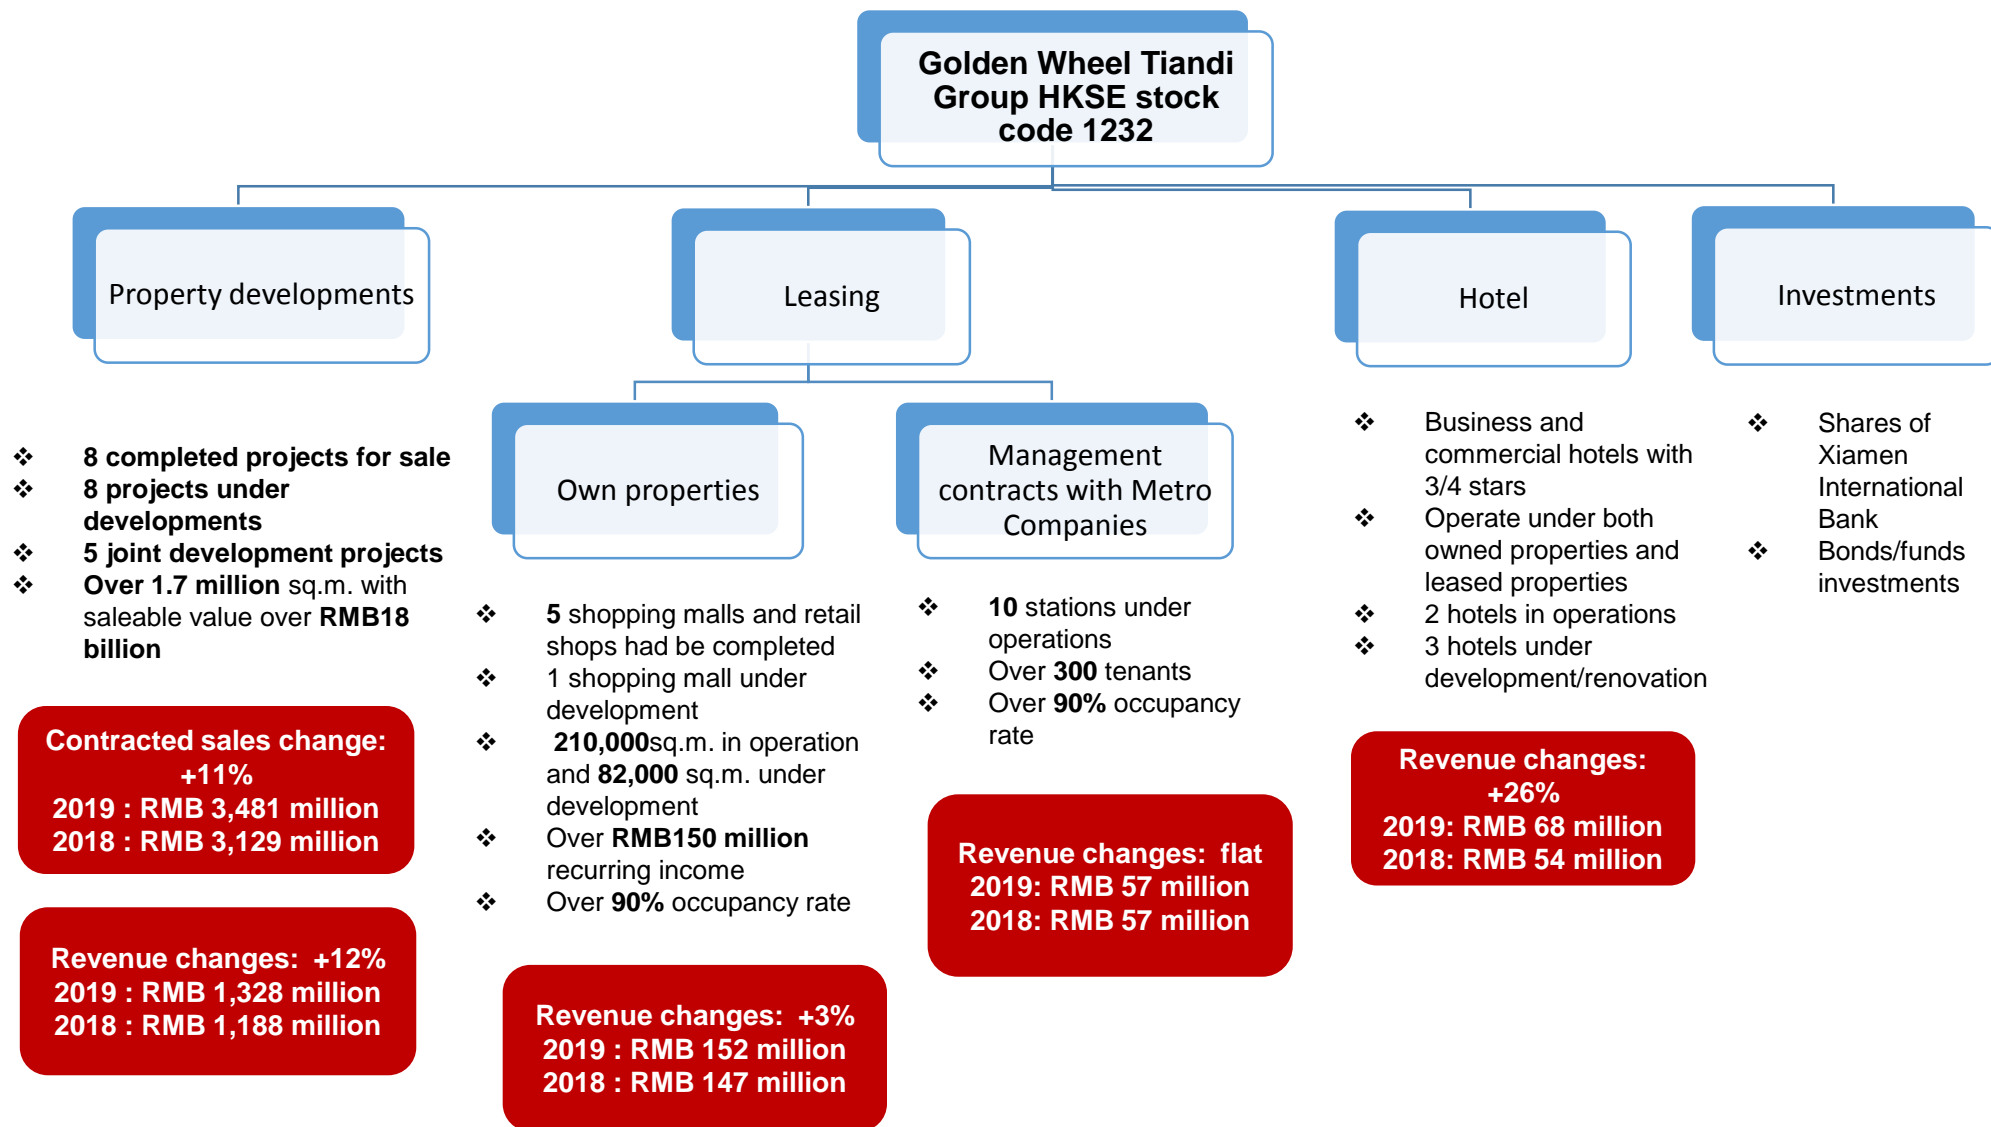 Golden Wheel Tiandi
Group HKSE stock
code 1232
Property developments
Leasing
Hotel
Investments
❖ 8 completed projects for sale
❖ 8 projects under
developments
❖ 5 joint development projects
❖ Over 1.7 million sq.m. with
saleable value over RMB18
billion
Contracted sales change:
+11%
2019 : RMB 3,481 million
2018 : RMB 3,129 million
Revenue changes: +12%
2019 : RMB 1,328 million
2018 : RMB 1,188 million
Own properties
❖ 5 shopping malls and retail
shops had be completed
❖ 1 shopping mall under
development
❖ 210,000sq.m. in operation
and 82,000 sq.m. under
development
❖ Over RMB150 million
recurring income
❖ Over 90% occupancy rate
Revenue changes: +3%
2019 : RMB 152 million
2018 : RMB 147 million
Management
contracts with Metro
Companies
❖ 10 stations under
operations
❖ Over 300 tenants
❖ Over 90% occupancy
rate
Revenue changes: flat
2019: RMB 57 million
2018: RMB 57 million
❖ Business and
commercial hotels with
3/4 stars
❖ Operate under both
owned properties and
leased properties
❖ 2 hotels in operations
❖ 3 hotels under
development/renovation
Revenue changes:
+26%
2019: RMB 68 million
2018: RMB 54 million
❖ Shares of
Xiamen
International
Bank
❖ Bonds/funds
investments